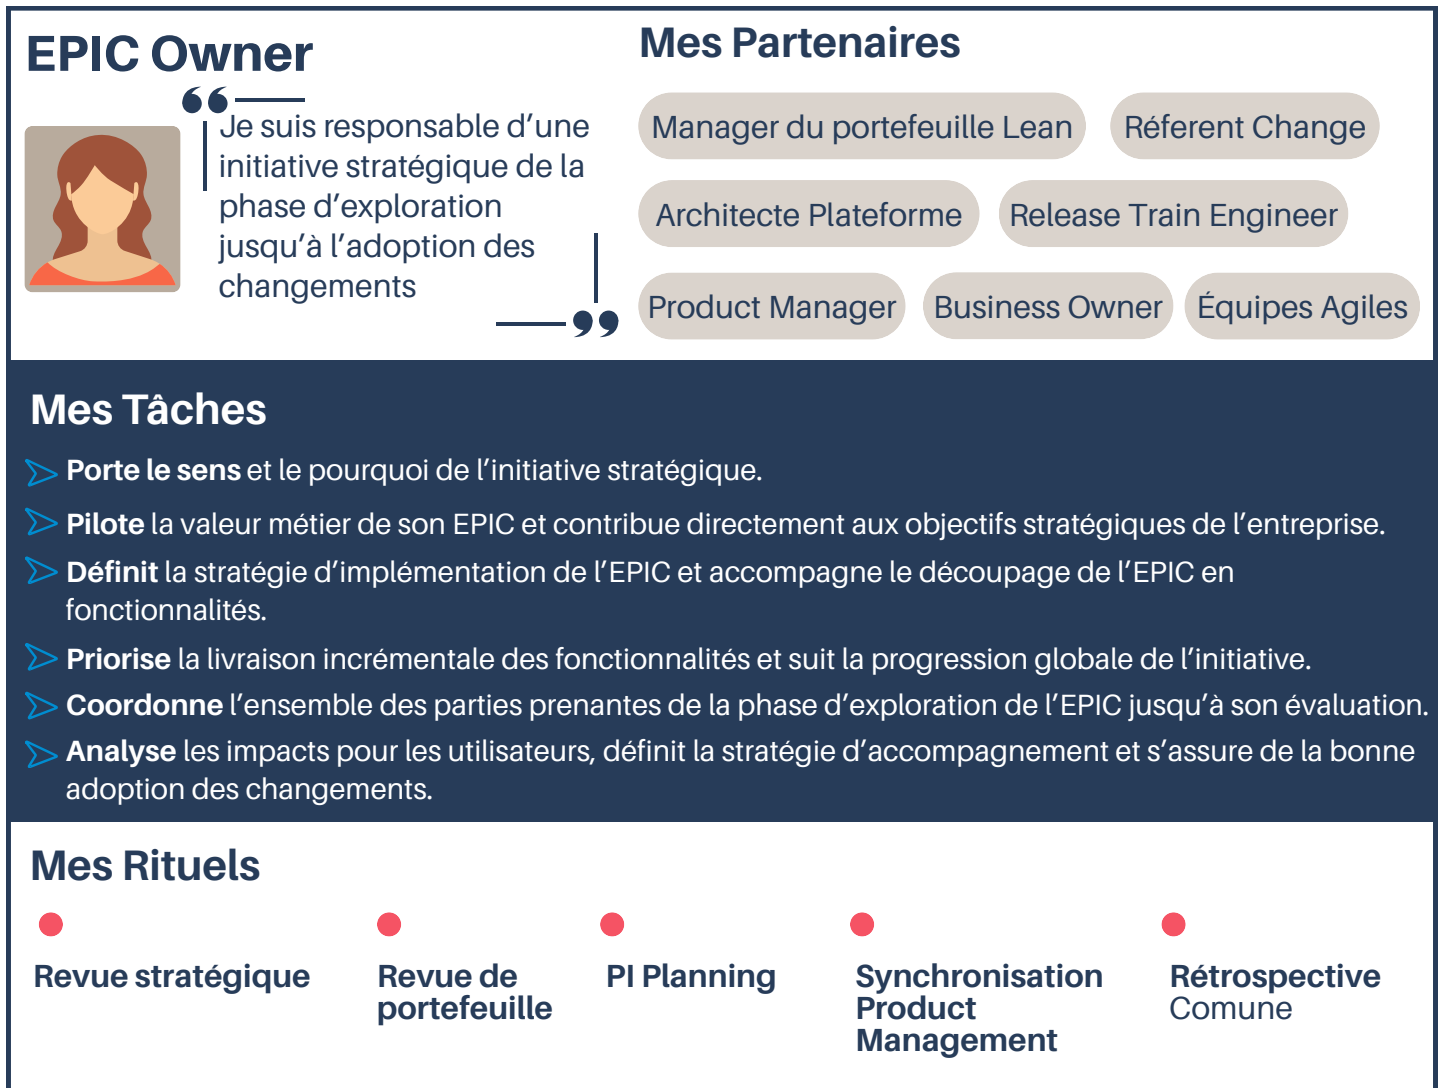 EPIC Owner
Je suis responsable d’une
initiative stratégique de la
phase d’exploration
jusqu’à l’adoption des
changements
Mes Partenaires
Manager du portefeuille Lean
Réferent Change
Architecte Plateforme
Release Train Engineer
Product Manager
Business Owner
Équipes Agiles
Mes Tâches
Porte le sens et le pourquoi de l’initiative stratégique.
Pilote la valeur métier de son EPIC et contribue directement aux objectifs stratégiques de l’entreprise.
Définit la stratégie d’implémentation de l’EPIC et accompagne le découpage de l’EPIC en
fonctionnalités.
Priorise la livraison incrémentale des fonctionnalités et suit la progression globale de l’initiative.
Coordonne l’ensemble des parties prenantes de la phase d’exploration de l’EPIC jusqu’à son évaluation.
Analyse les impacts pour les utilisateurs, définit la stratégie d’accompagnement et s’assure de la bonne
adoption des changements.
Mes Rituels
Revue stratégique
Revue de
portefeuille
PI Planning
Synchronisation
Product
Management
Rétrospective
Comune